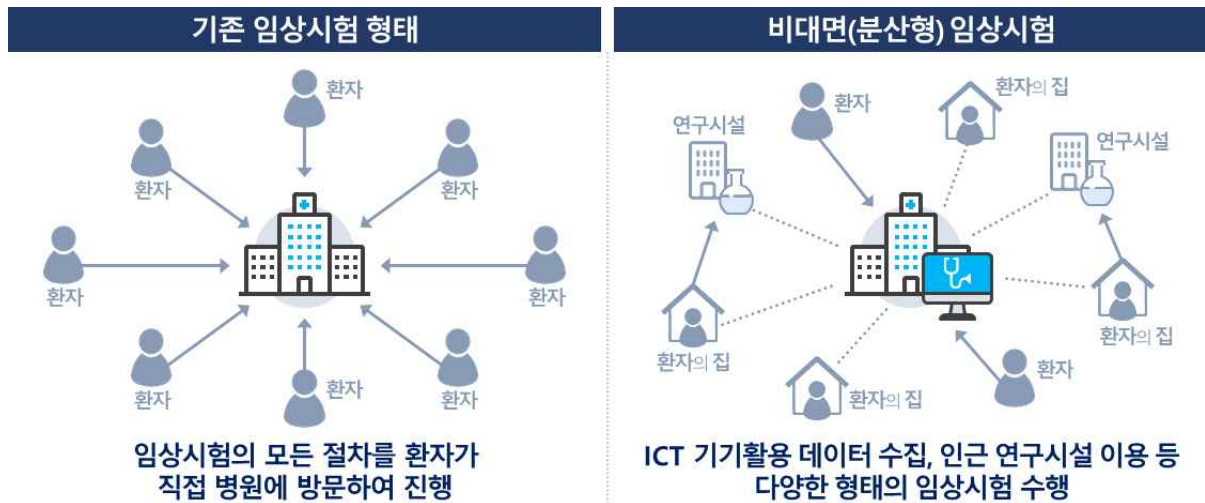 기존 임상시험 형태
환자
환자
환자
환자
환자
환자
환자
환자
임상시험의 모든 절차를 환자가
직접 병원에 방문하여 진행
비대면(분산형) 임상시험
환자
환자의 집
연구시설
연구시설
환자의 집
환자의 집
환자
환자의 집
ICT 기기활용 데이터 수집, 인근 연구시설 이용 등
다양한 형태의 임상시험 수행